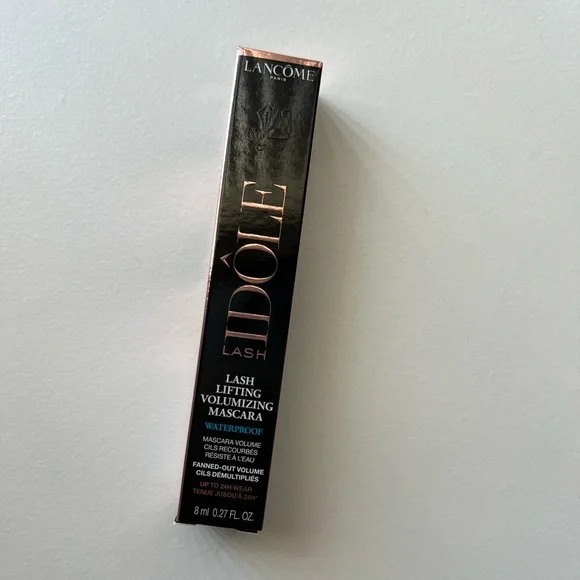 LANCÔME
PARIS
IDÔLE
LASH
LASH
LIFTING
VOLUMIZING
MASCARA
WATERPROOF
MASCARA VOLUME
CILS RECOURBÉS
RÉSISTE À L'EAU
FANNED-OUT VOLUME
CILS DÉMULTIPLIÉS
UP TO 24H WEAR
TENUE JUSQU'À 24H*
8 ml 0.27 FL. OZ.